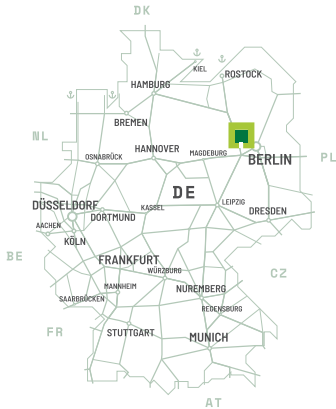 DK
KIEL
ROSTOCK
HAMBURG
BREMEN
NL
HANNOVER
MAGDEBURG
OSNABRÜCK
BERLIN
PL
DE
DÜSSELDORF
KASSEL
LEIPZIG
DRESDEN
DORTMUND
AACHEN
KÖLN
BE
FRANKFURT
WÜRZBURG
CZ
MANNHEIM
NUREMBERG
SAARBRÜCKEN
REGENSBURG
FR
STUTTGART
MUNICH
AT